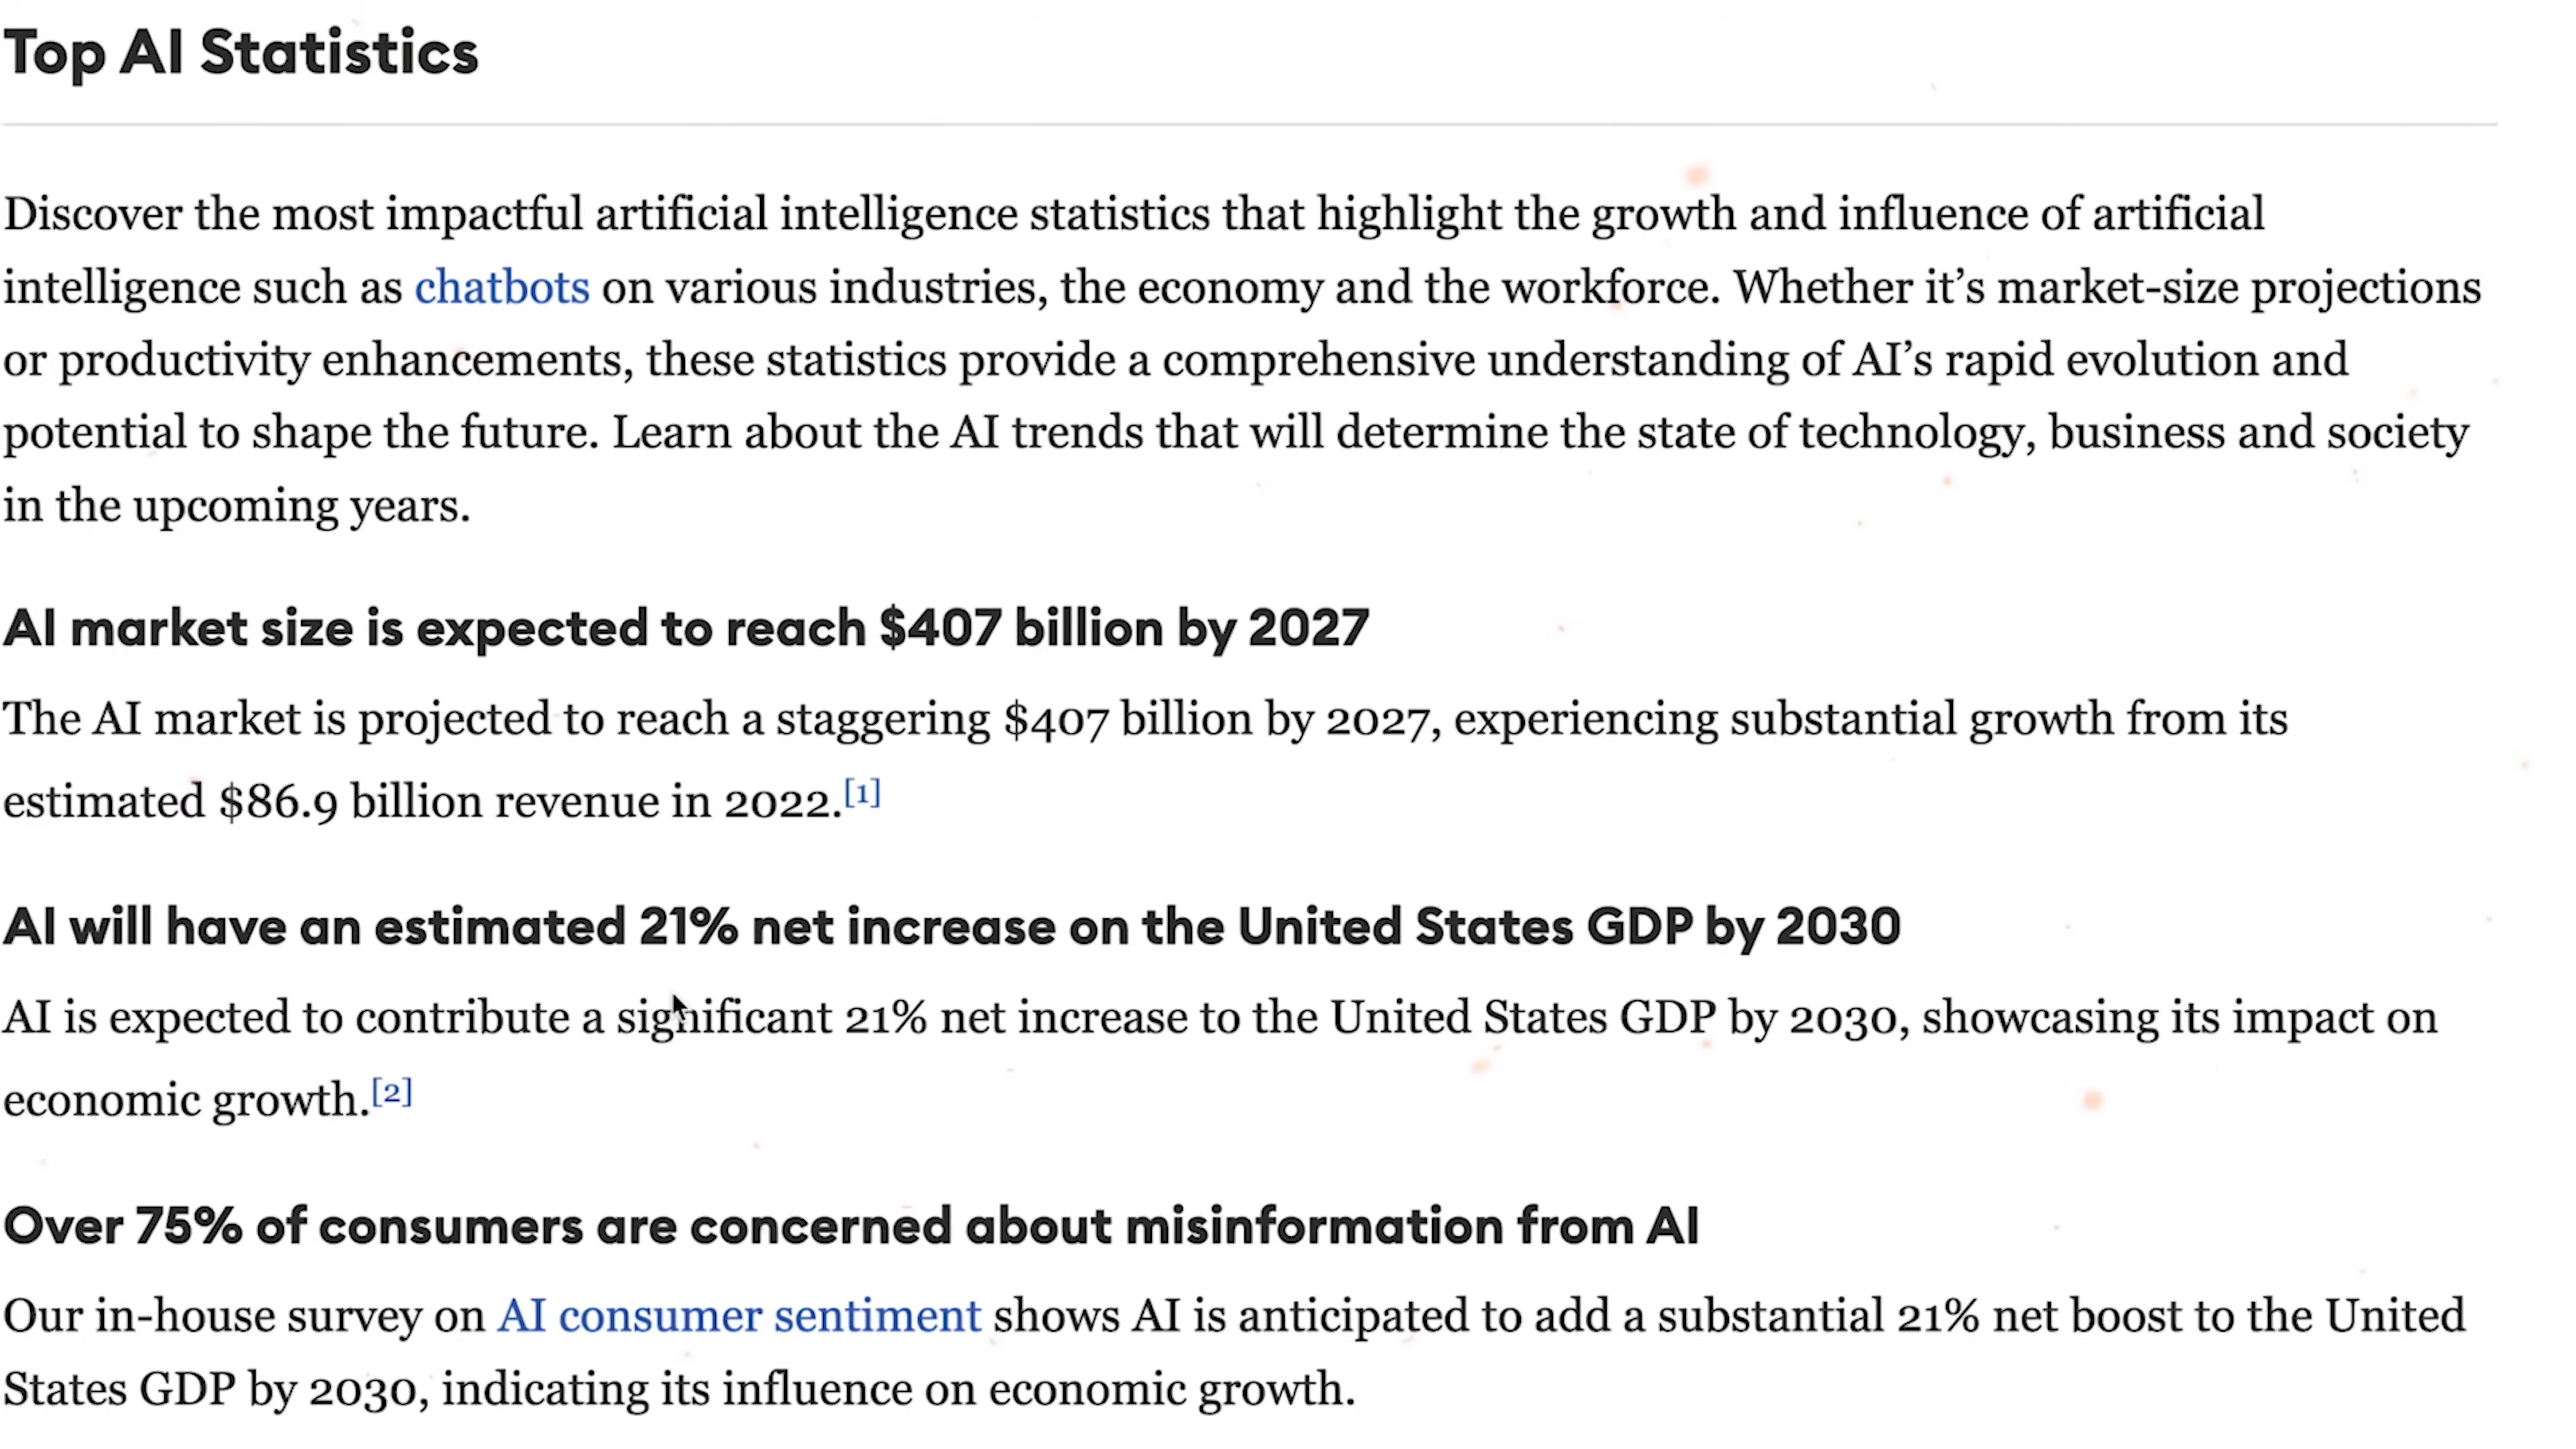 Top AI Statistics
Discover the most impactful artificial intelligence statistics that highlight the growth and influence of artificial
intelligence such as chatbots on various industries, the economy and the workforce. Whether it’s market-size projections
or productivity enhancements, these statistics provide a comprehensive understanding of AI’s rapid evolution and
potential to shape the future. Learn about the AI trends that will determine the state of technology, business and society
in the upcoming years.
AI market size is expected to reach $407 billion by 2027
The AI market is projected to reach a staggering $407 billion by 2027, experiencing substantial growth from its
estimated $86.9 billion revenue in 2022.[1]
AI will have an estimated 21% net increase on the United States GDP by 2030
AI is expected to contribute a significant 21% net increase to the United States GDP by 2030, showcasing its impact on
economic growth.[2]
Over 75% of consumers are concerned about misinformation from AI
Our in-house survey on AI consumer sentiment shows AI is anticipated to add a substantial 21% net boost to the United
States GDP by 2030, indicating its influence on economic growth.